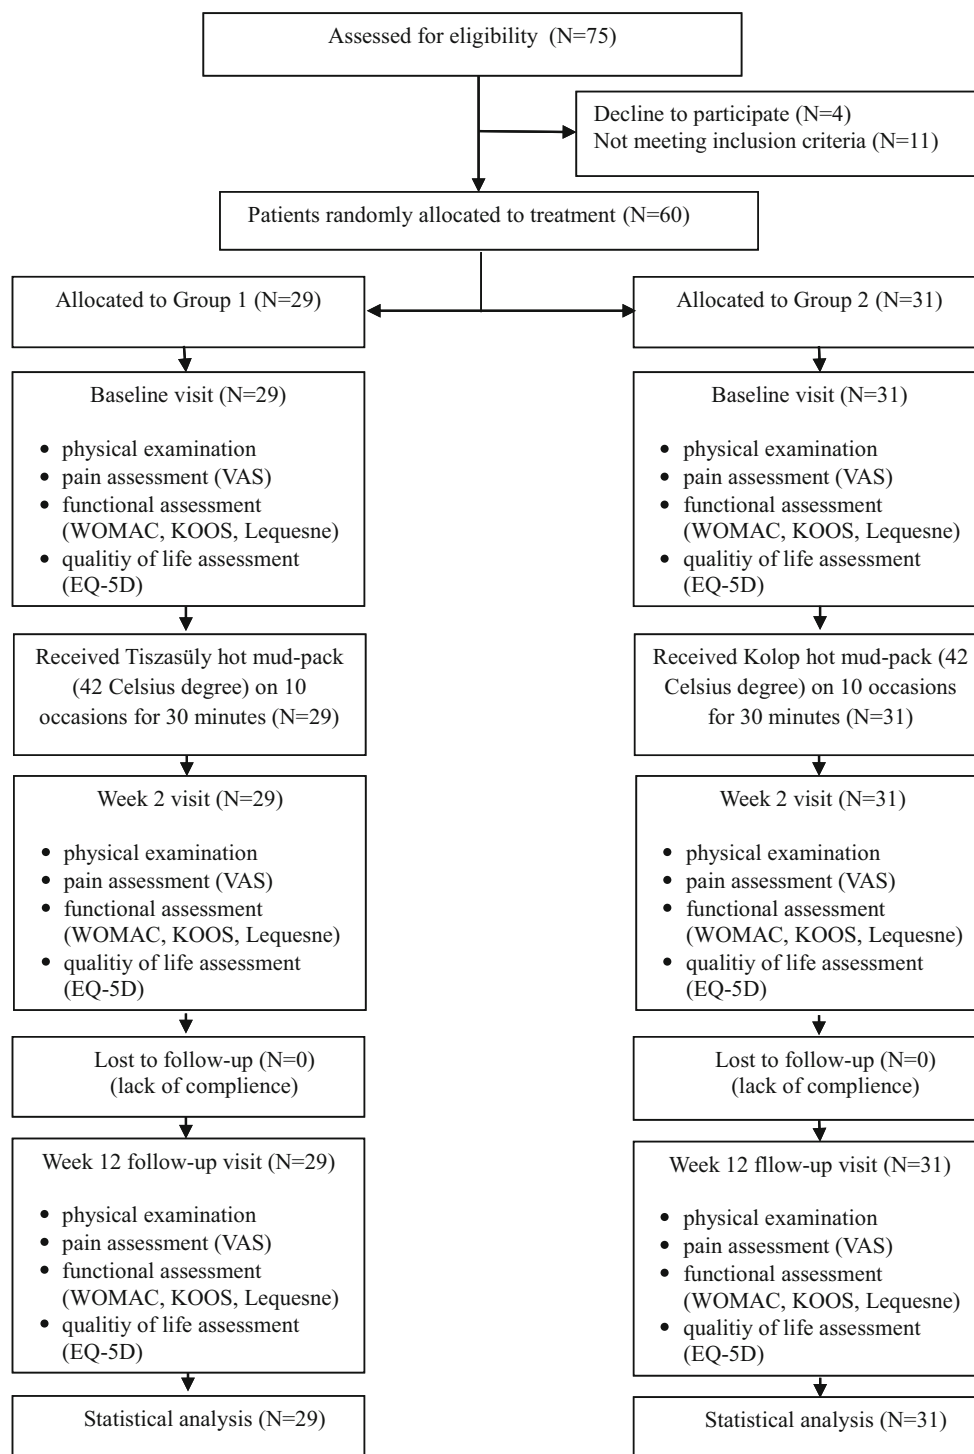 Assessed for eligibility (N=75)
Decline to participate (N=4)
Not meeting inclusion criteria (N=11)
Patients randomly allocated to treatment (N=60)
Allocated to Group 1 (N=29)
Allocated to Group 2 (N=31)
Baseline visit (N=29)
• physical examination
• pain assessment (VAS)
• functional assessment
(WOMAC, KOOS, Lequesne)
• qualitiy of life assessment
(EQ-5D)
Baseline visit (N=31)
• physical examination
• pain assessment (VAS)
• functional assessment
(WOMAC, KOOS, Lequesne)
• qualitiy of life assessment
(EQ-5D)
Received Tiszasüly hot mud-pack
(42 Celsius degree) on 10
occasions for 30 minutes (N=29)
Received Kolop hot mud-pack (42
Celsius degree) on 10 occasions
for 30 minutes (N=31)
Week 2 visit (N=29)
• physical examination
• pain assessment (VAS)
• functional assessment
(WOMAC, KOOS, Lequesne)
• qualitiy of life assessment
(EQ-5D)
Week 2 visit (N=31)
• physical examination
• pain assessment (VAS)
• functional assessment
(WOMAC, KOOS, Lequesne)
• qualitiy of life assessment
(EQ-5D)
Lost to follow-up (N=0)
(lack of complience)
Lost to follow-up (N=0)
(lack of complience)
Week 12 follow-up visit (N=29)
• physical examination
• pain assessment (VAS)
• functional assessment
(WOMAC, KOOS, Lequesne)
• qualitiy of life assessment
(EQ-5D)
Week 12 fllow-up visit (N=31)
• physical examination
• pain assessment (VAS)
• functional assessment
(WOMAC, KOOS, Lequesne)
• qualitiy of life assessment
(EQ-5D)
Statistical analysis (N=29)
Statistical analysis (N=31)